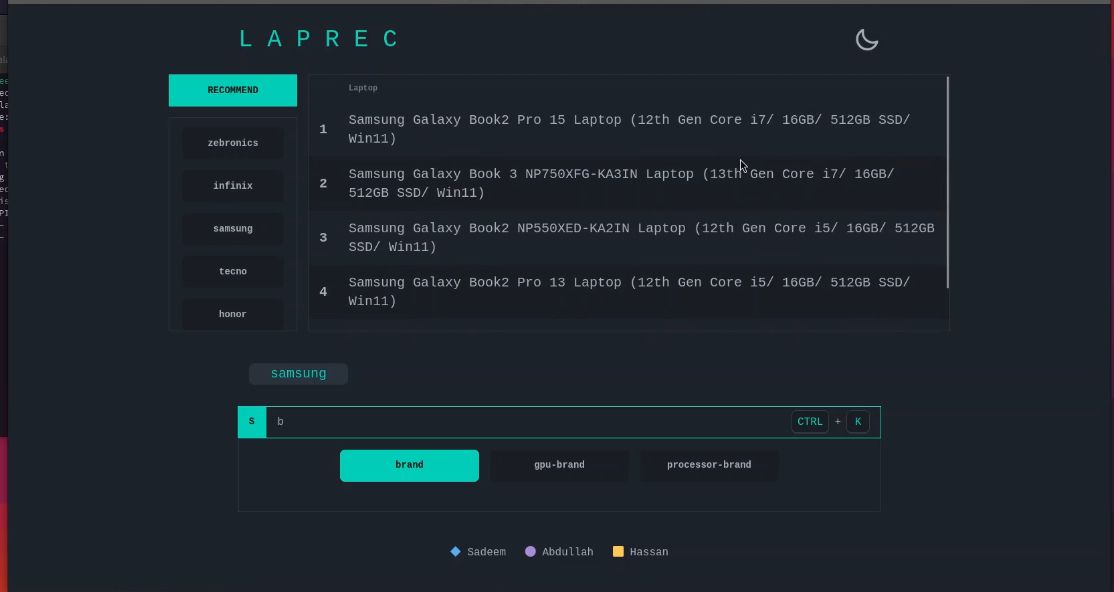 L A P R E C
RECOMMEND
zebronics
infinix
samsung
tecno
honor
Laptop
1
Samsung Galaxy Book2 Pro 15 Laptop (12th Gen Core i7/ 16GB/ 512GB SSD/
Win11)
2
Samsung Galaxy Book 3 NP750XFG-KA3IN Laptop (13th Gen Core i7/ 16GB/
512GB SSD/ Win11)
3
Samsung Galaxy Book2 NP550XED-KA2IN Laptop (12th Gen Core i5/ 16GB/ 512GB
SSD/ Win11)
4
Samsung Galaxy Book2 Pro 13 Laptop (12th Gen Core i5/ 16GB/ 512GB SSD/
Win11)
samsung
S b CTRL + K
brand gpu-brand processor-brand
Sadeem Abdullah Hassan